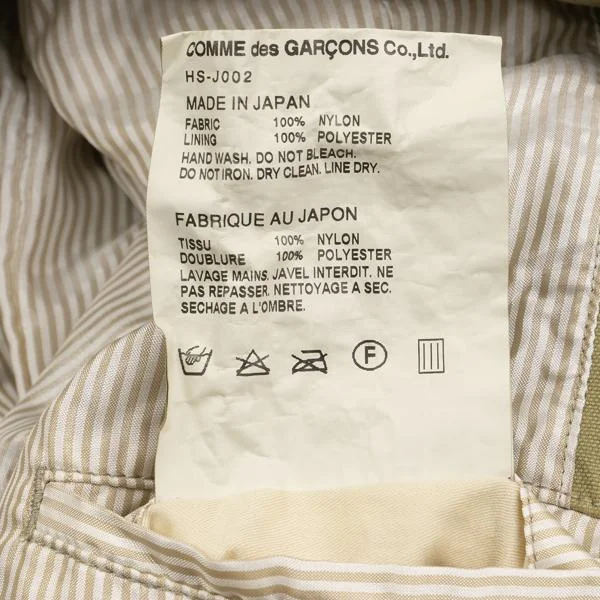 COMME des GARÇONS Co.,Ltd.
HS-J002
MADE IN JAPAN
FABRIC 100% NYLON
LINING 100% POLYESTER
HAND WASH. DO NOT BLEACH.
DO NOT IRON. DRY CLEAN. LINE DRY.
FABRIQUE AU JAPON
TISSU 100% NYLON
DOUBLURE 100% POLYESTER
LAVAGE MAINS. JAVEL INTERDIT. NE
PAS REPASSER. NETTOYAGE A SEC.
SECHAGE A L'OMBRE.
F